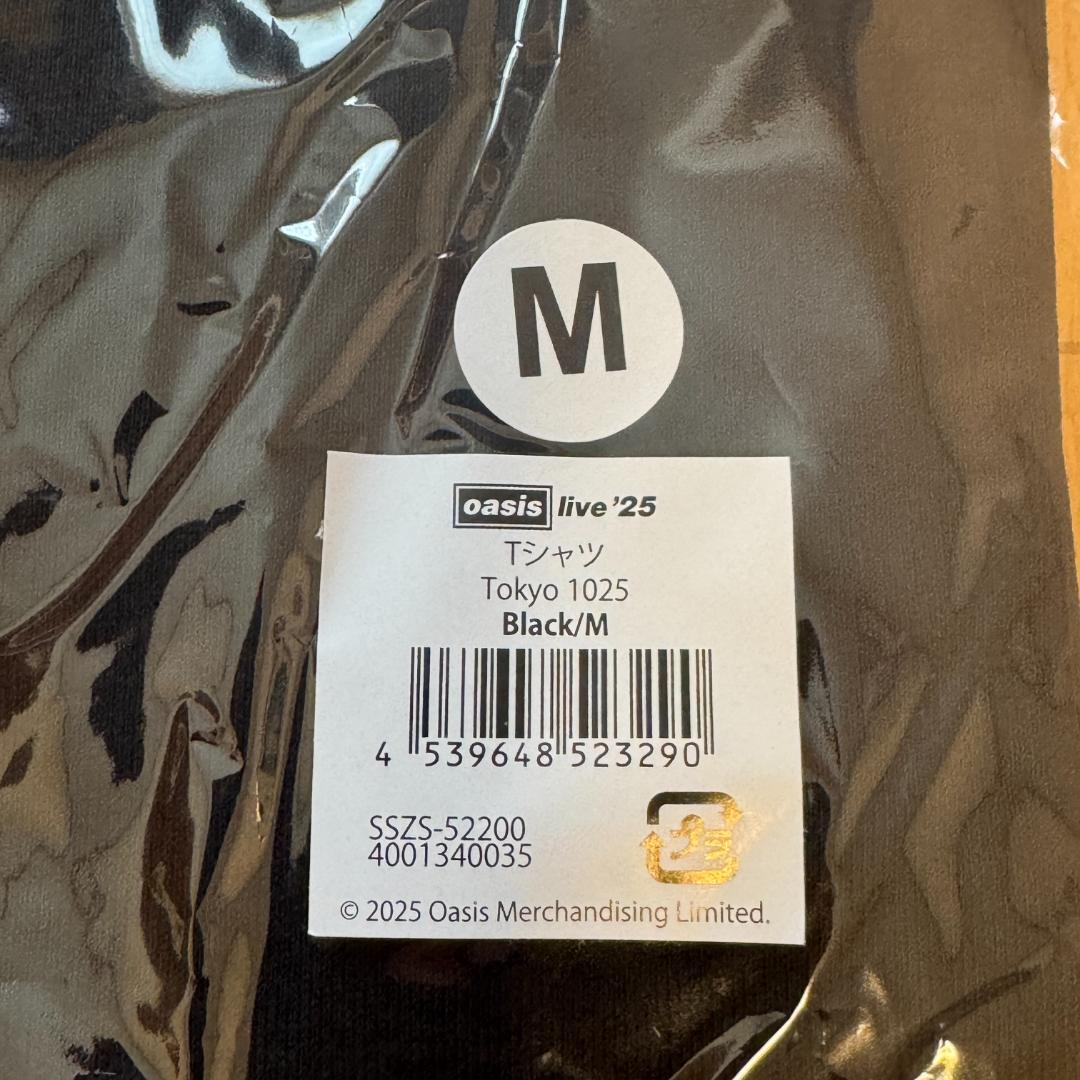 M
oasis live '25
Tシャツ
Tokyo 1025
Black/M
4 539648 523290
SSZS-52200
4001340035
© 2025 Oasis Merchandising Limited.